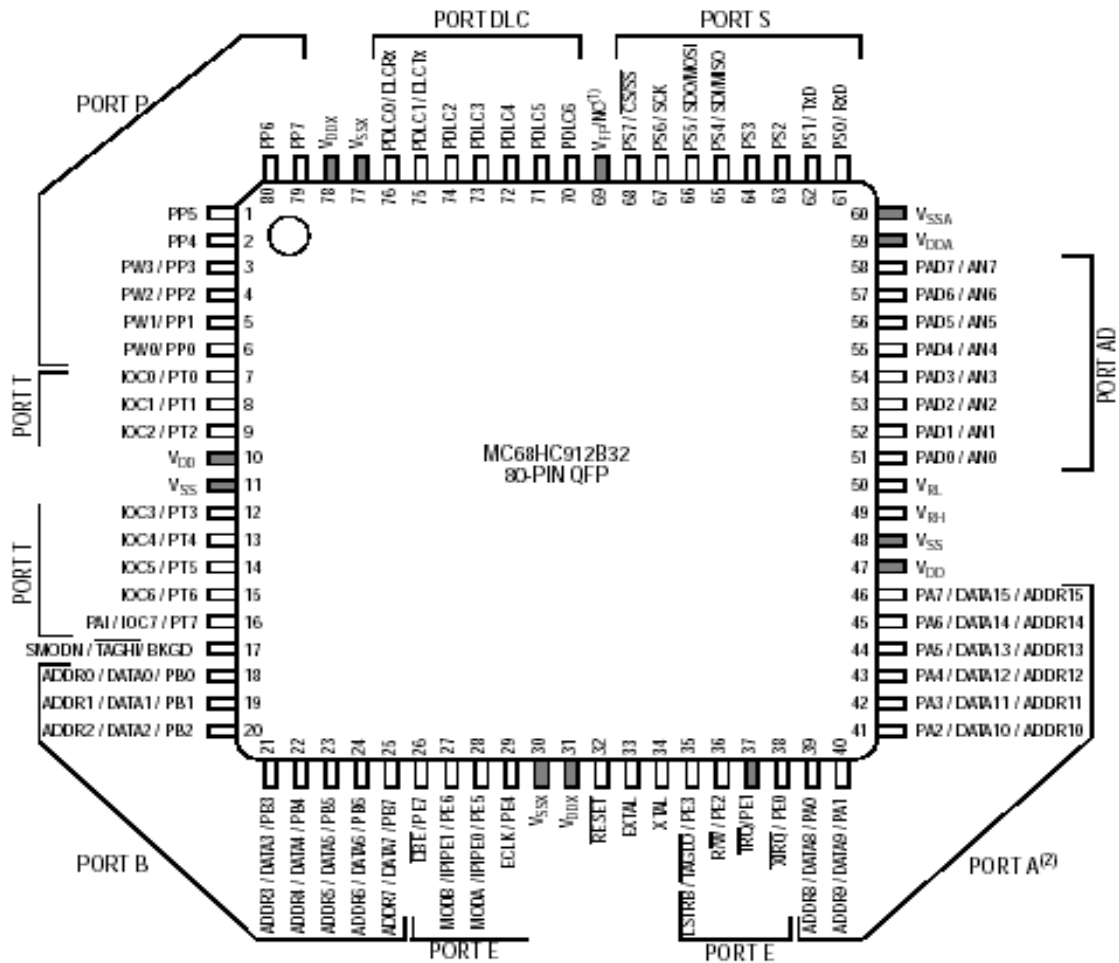 PORT DLC
PORT S
PORT P
PP6
PP7
VDDX
VSSX
PDLC0 / DLCRx
PDLC1 / DLCTx
PDLC2
PDLC3
PDLC4
PDLC5
PDLC6
VFP/NC(1)
PS7 / CS/SS
PS6 / SCK
PS5 / SDO/MOSI
PS4 / SDI/MISO
PS3
PS2
PS1 / TxD
PS0 / RxD
80
79
78
77
76
75
74
73
72
71
70
69
68
67
66
65
64
63
62
61
PP5 1
PP4 2
PW3 / PP3 3
PW2 / PP2 4
PW1 / PP1 5
PW0 / PP0 6
PORT T
IOC0 / PT0 7
IOC1 / PT1 8
IOC2 / PT2 9
VDD 10
VSS 11
PORT T
IOC3 / PT3 12
IOC4 / PT4 13
IOC5 / PT5 14
IOC6 / PT6 15
PAI / IOC7 / PT7 16
SMODN / TAGHI / BKGD 17
ADDR0 / DATA0 / PB0 18
ADDR1 / DATA1 / PB1 19
ADDR2 / DATA2 / PB2 20
MC68HC912B32
80-PIN QFP
60 VSSA
59 VDDA
58 PAD7 / AN7
57 PAD6 / AN6
56 PAD5 / AN5
55 PAD4 / AN4
54 PAD3 / AN3
53 PAD2 / AN2
52 PAD1 / AN1
51 PAD0 / AN0
PORT AD
50 VRL
49 VRH
48 VSS
47 VDD
46 PA7 / DATA15 / ADDR15
45 PA6 / DATA14 / ADDR14
44 PA5 / DATA13 / ADDR13
43 PA4 / DATA12 / ADDR12
42 PA3 / DATA11 / ADDR11
41 PA2 / DATA10 / ADDR10
21
22
23
24
25
26
27
28
29
30
31
32
33
34
35
36
37
38
39
40
ADDR3 / DATA3 / PB3
ADDR4 / DATA4 / PB4
ADDR5 / DATA5 / PB5
ADDR6 / DATA6 / PB6
ADDR7 / DATA7 / PB7
DBE / PE7
MODB / IPIPE1 / PE6
MODA / IPIPE0 / PE5
ECLK / PE4
VSSX
VDDX
RESET
EXTAL
XTAL
LSTRB / TAGLO / PE3
R/W / PE2
IRQ/PE1
XIRQ / PE0
ADDR8 / DATA8 / PA0
ADDR9 / DATA9 / PA1
PORT B
PORT E
PORT E
PORT A(2)